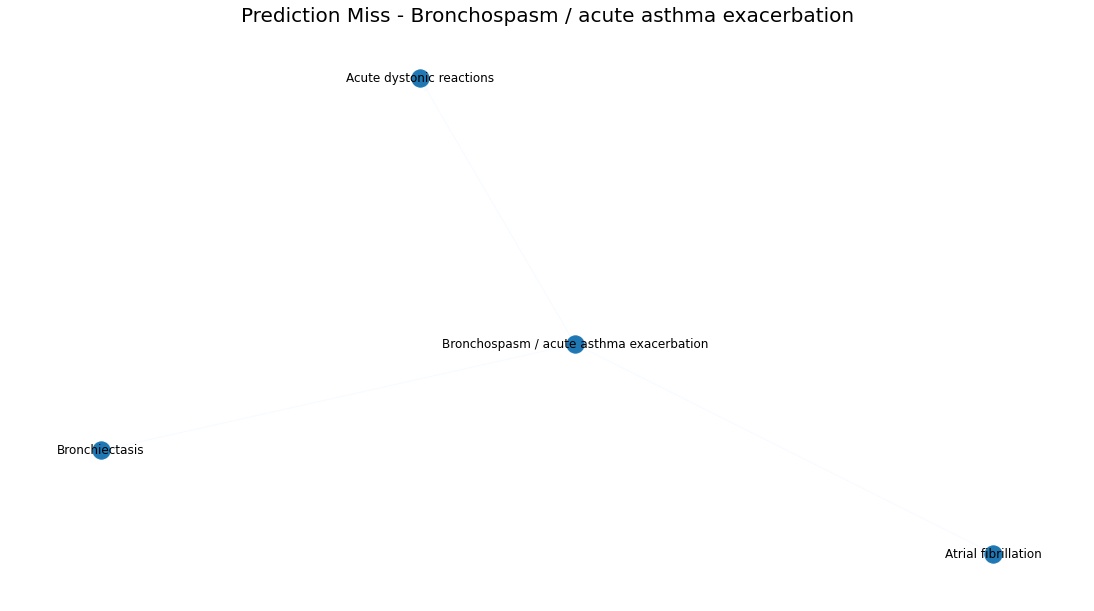 Prediction Miss - Bronchospasm / acute asthma exacerbation
Acute dystonic reactions
Bronchospasm / acute asthma exacerbation
Bronchiectasis
Atrial fibrillation